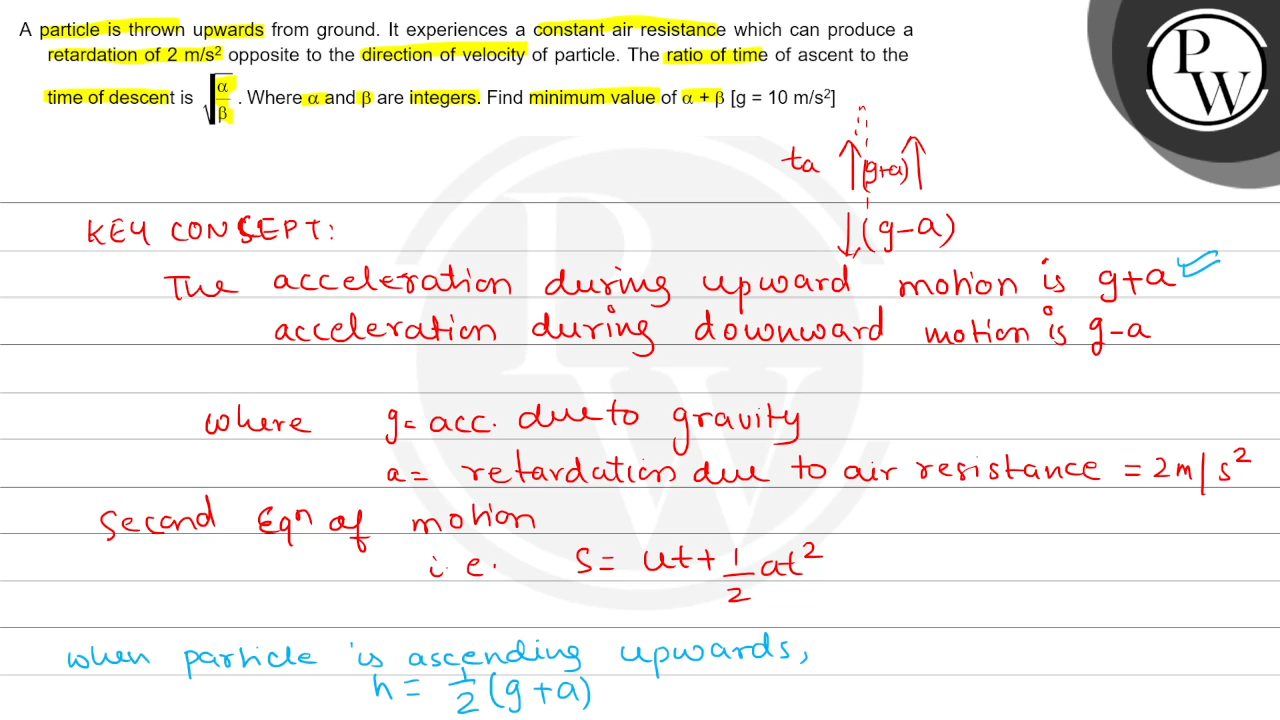 A particle is thrown upwards from ground. It experiences a constant air resistance which can produce a
retardation of 2 m/s² opposite to the direction of velocity of particle. The ratio of time of ascent to the
time of descent is √(α/β). Where α and β are integers. Find minimum value of α + β [g = 10 m/s²]
PW
ta ↑(g+a)↑
↓(g-a)
KEY CONCEPT:
The acceleration during upward motion is g+a
acceleration during downward motion is g-a
where g= acc. due to gravity
a= retardation due to air resistance = 2m/s²
Second Eqⁿ of motion
i.e. S= ut+1/2at²
when particle is ascending upwards,
h= 1/2(g+a)